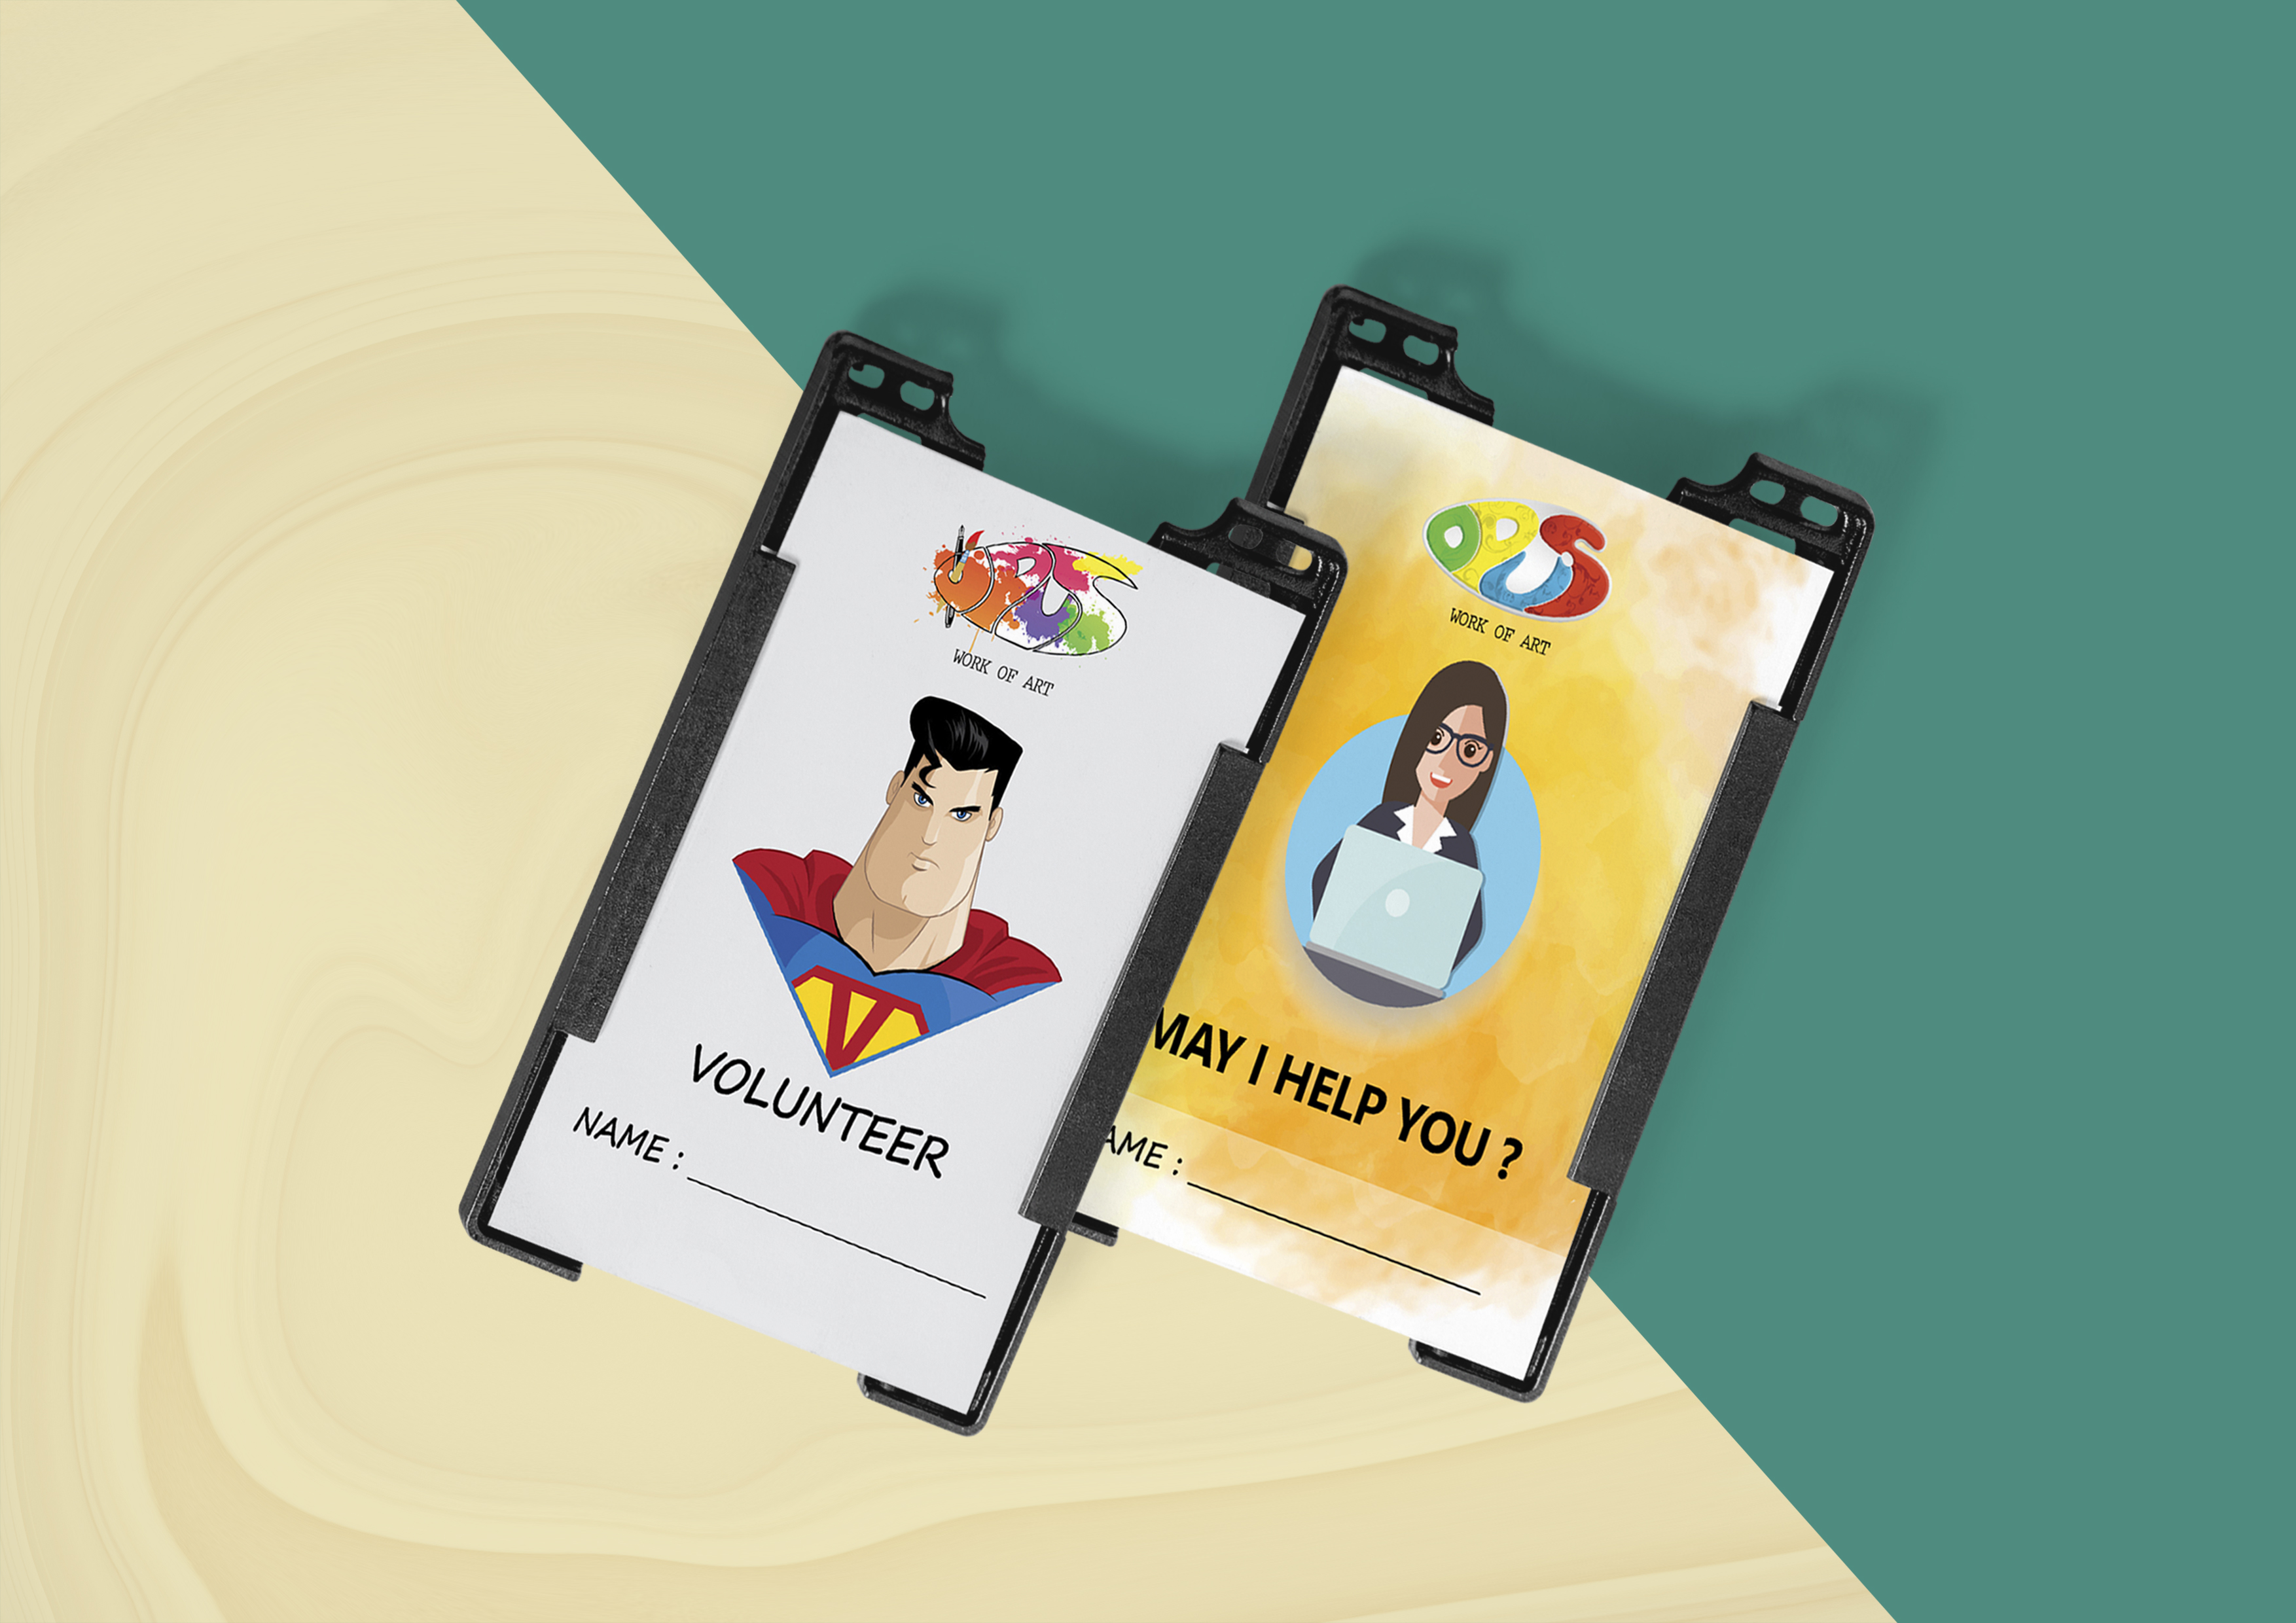 OPUS
WORK OF ART
V
VOLUNTEER
NAME :
OPUS
WORK OF ART
MAY I HELP YOU ?
AME :